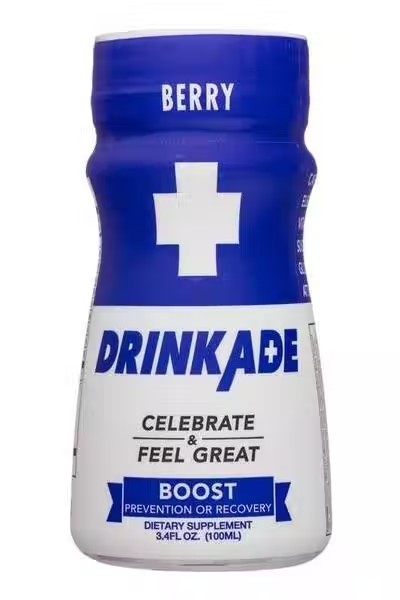 BERRY
DRINKADE
CELEBRATE
&
FEEL GREAT
BOOST
PREVENTION OR RECOVERY
DIETARY SUPPLEMENT
3.4FL OZ. (100ML)